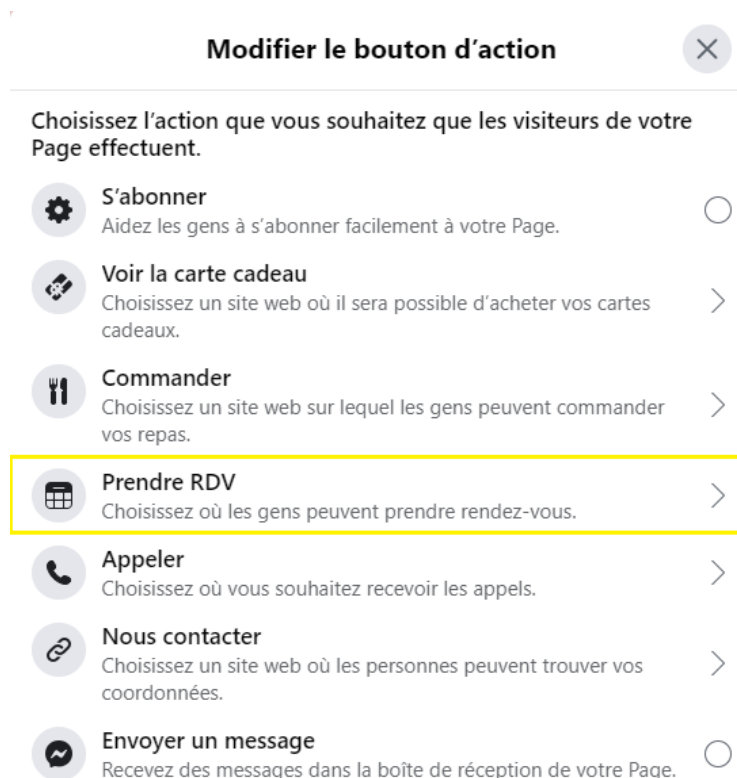 Modifier le bouton d’action
Choisissez l’action que vous souhaitez que les visiteurs de votre
Page effectuent.
S’abonner
Aidez les gens à s’abonner facilement à votre Page.
Voir la carte cadeau
Choisissez un site web où il sera possible d’acheter vos cartes
cadeaux.
Commander
Choisissez un site web sur lequel les gens peuvent commander
vos repas.
Prendre RDV
Choisissez où les gens peuvent prendre rendez-vous.
Appeler
Choisissez où vous souhaitez recevoir les appels.
Nous contacter
Choisissez un site web où les personnes peuvent trouver vos
coordonnées.
Envoyer un message
Recevez des messages dans la boîte de réception de votre Page.